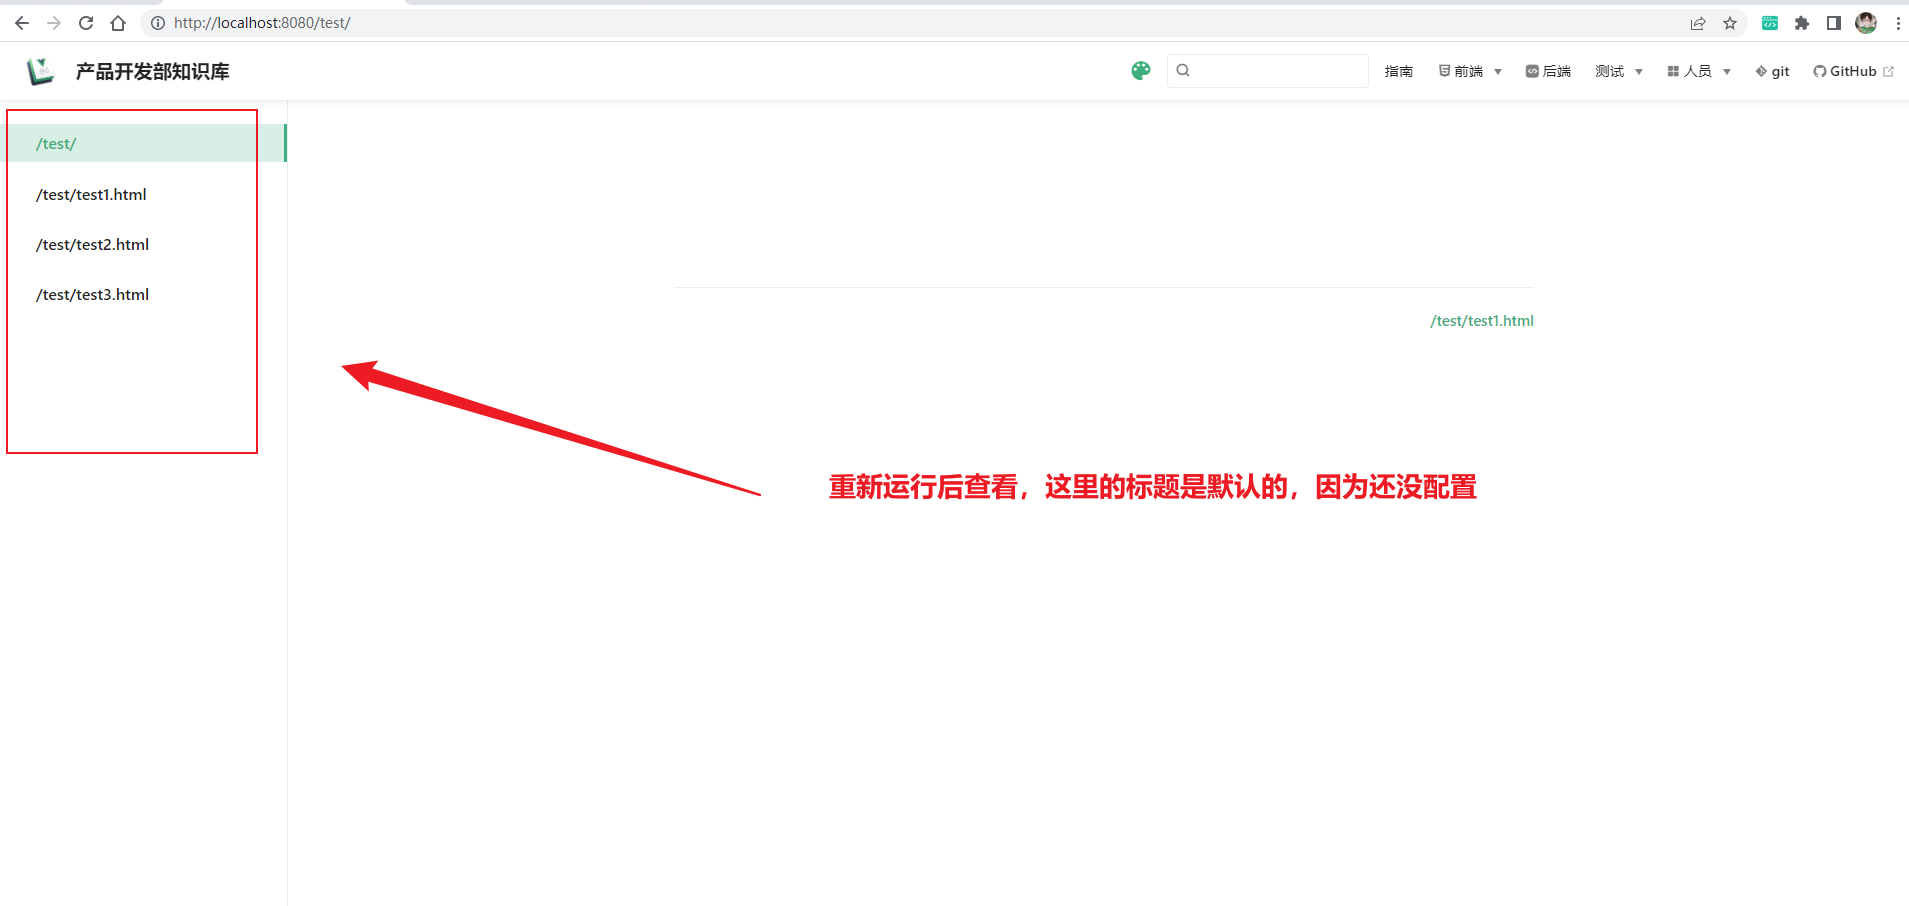 http://localhost:8080/test/
产品开发部知识库
指南 前端 后端 测试 人员 git GitHub
/test/
/test/test1.html
/test/test2.html
/test/test3.html
/test/test1.html
重新运行后查看，这里的标题是默认的，因为还没配置